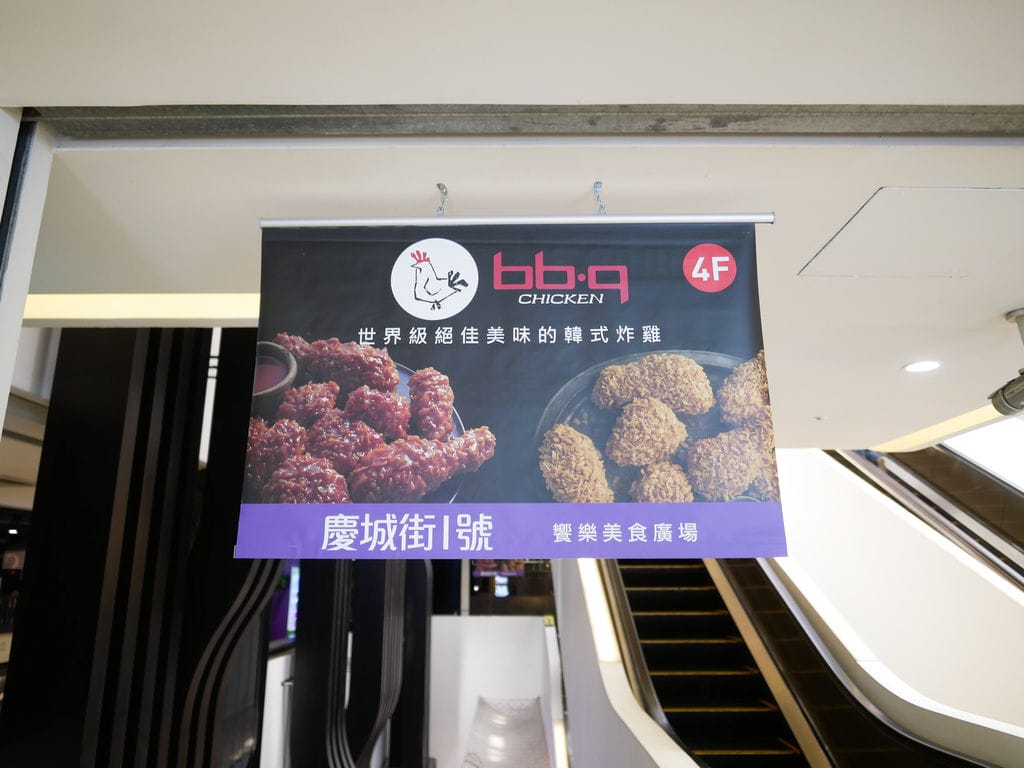 bb.q
CHICKEN
4F
世界級絕佳美味的韓式炸雞
慶城街1號
饗樂美食廣場